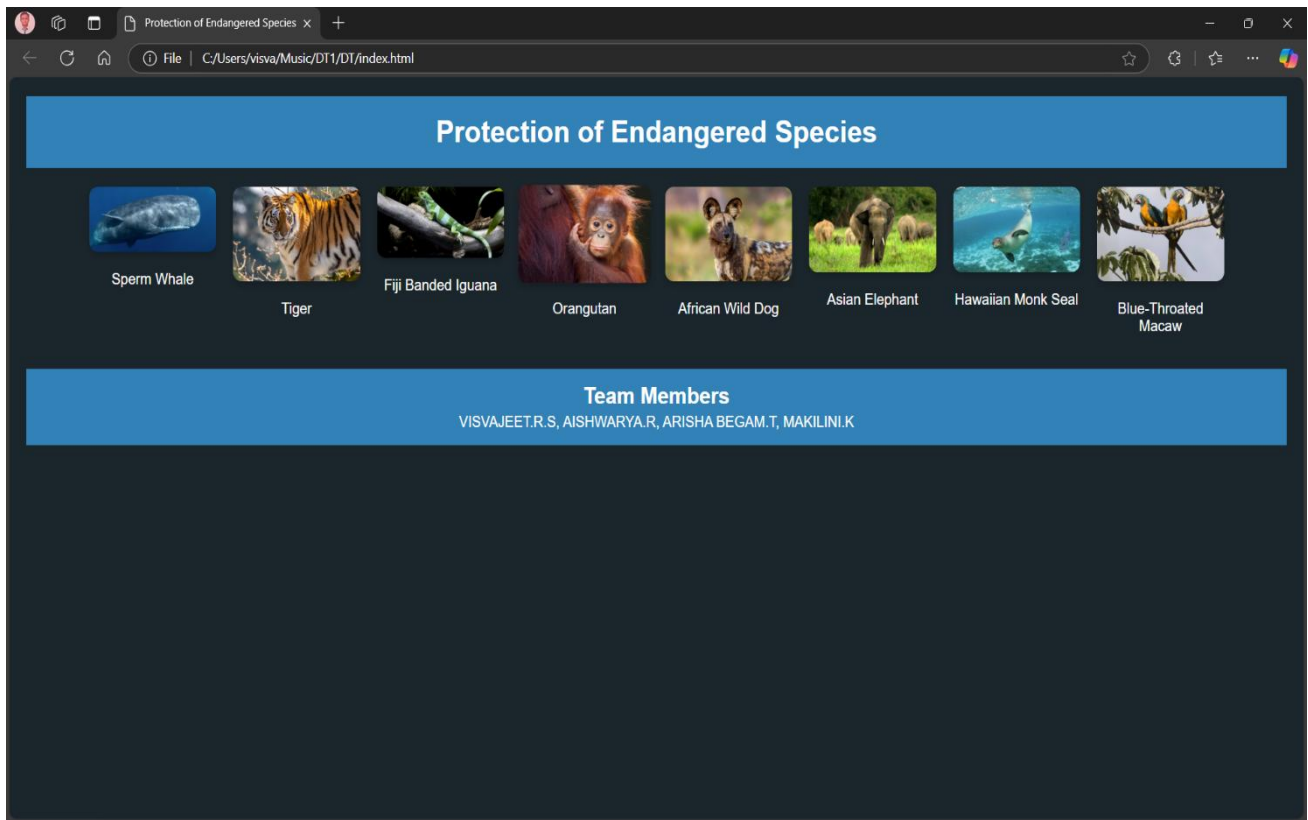 Protection of Endangered Species
File | C:/Users/visva/Music/DT1/DT/index.html
Protection of Endangered Species
Sperm Whale
Tiger
Fiji Banded Iguana
Orangutan
African Wild Dog
Asian Elephant
Hawaiian Monk Seal
Blue-Throated
Macaw
Team Members
VISVAJEET.R.S, AISHWARYA.R, ARISHA BEGAM.T, MAKILINI.K